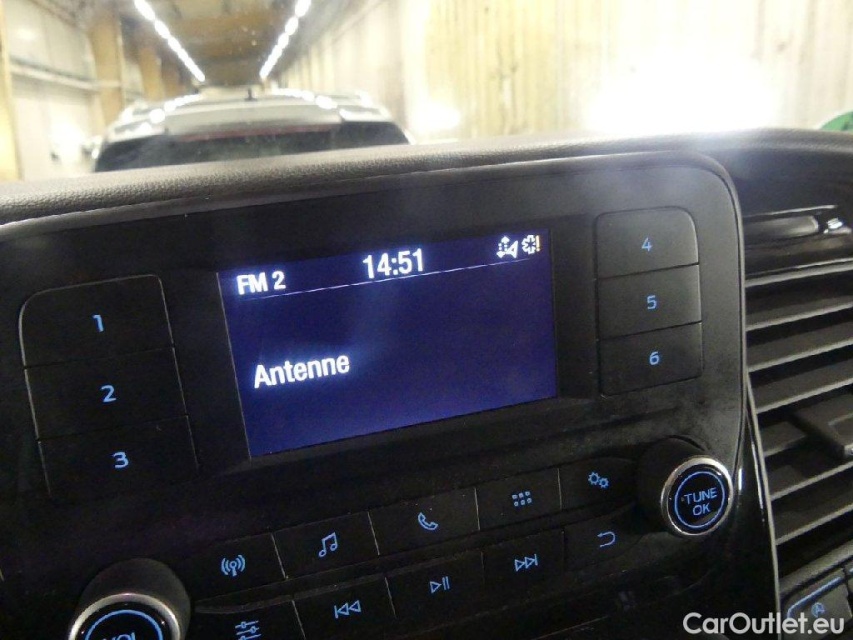 FM 2
14:51
Antenne
1
2
3
4
5
6
TUNE
OK
VOL
CarOutlet.eu